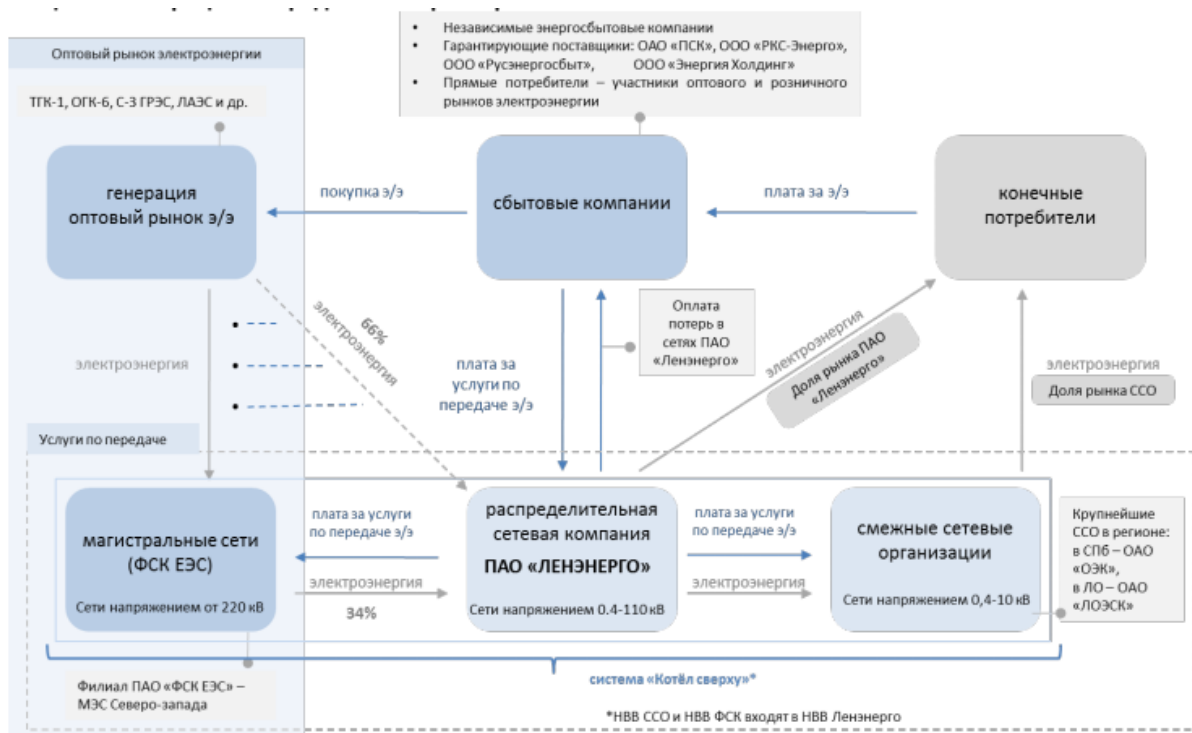 • Независимые энергосбытовые компании
• Гарантирующие поставщики: ОАО «ПСК», ООО «РКС-Энерго»,
ООО «Русэнергосбыт», ООО «Энергия Холдинг»
• Прямые потребители – участники оптового и розничного
рынков электроэнергии
Оптовый рынок электроэнергии
ТГК-1, ОГК-6, С-З ГРЭС, ЛАЭС и др.
генерация
оптовый рынок э/э
покупка э/э
сбытовые компании
плата за э/э
конечные
потребители
электроэнергия
66%
электроэнергия
плата за
услуги по
передаче э/э
Оплата
потерь в
сетях ПАО
«Ленэнерго»
электроэнергия
Доля рынка ПАО
«Ленэнерго»
электроэнергия
Доля рынка ССО
Услуги по передаче
магистральные сети
(ФСК ЕЭС)
Сети напряжением от 220 кВ
плата за услуги
по передаче э/э
электроэнергия
34%
распределительная
сетевая компания
ПАО «ЛЕНЭНЕРГО»
Сети напряжением 0.4-110 кВ
плата за услуги
по передаче э/э
электроэнергия
смежные сетевые
организации
Сети напряжением 0,4-10 кВ
Крупнейшие
ССО в регионе:
в СПб – ОАО
«ОЭК»,
в ЛО – ОАО
«ЛОЭСК»
система «Котёл сверху»*
Филиал ПАО «ФСК ЕЭС» –
МЭС Северо-запада
*НВВ ССО и НВВ ФСК входят в НВВ Ленэнерго